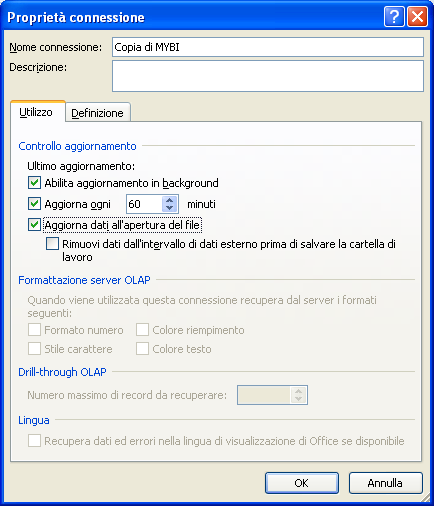 Proprietà connessione
Nome connessione: Copia di MYBI
Descrizione:
Utilizzo Definizione
Controllo aggiornamento
Ultimo aggiornamento:
Abilita aggiornamento in background
Aggiorna ogni 60 minuti
Aggiorna dati all'apertura del file
Rimuovi dati dall'intervallo di dati esterno prima di salvare la cartella di
lavoro
Formattazione server OLAP
Quando viene utilizzata questa connessione recupera dal server i formati
seguenti:
Formato numero Colore riempimento
Stile carattere Colore testo
Drill-through OLAP
Numero massimo di record da recuperare:
Lingua
Recupera dati ed errori nella lingua di visualizzazione di Office se disponibile
OK Annulla